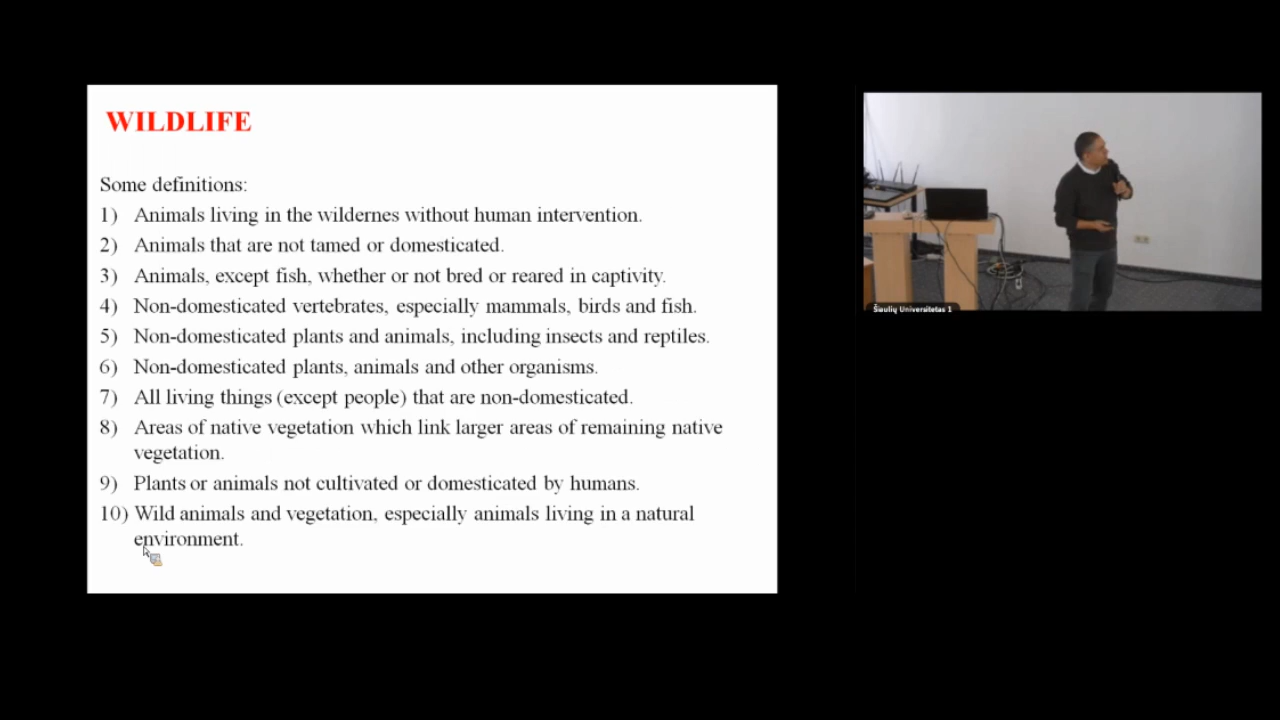 WILDLIFE
Some definitions:
1) Animals living in the wildernes without human intervention.
2) Animals that are not tamed or domesticated.
3) Animals, except fish, whether or not bred or reared in captivity.
4) Non-domesticated vertebrates, especially mammals, birds and fish.
5) Non-domesticated plants and animals, including insects and reptiles.
6) Non-domesticated plants, animals and other organisms.
7) All living things (except people) that are non-domesticated.
8) Areas of native vegetation which link larger areas of remaining native
vegetation.
9) Plants or animals not cultivated or domesticated by humans.
10) Wild animals and vegetation, especially animals living in a natural
environment.
Šiaulių Universitetas 1